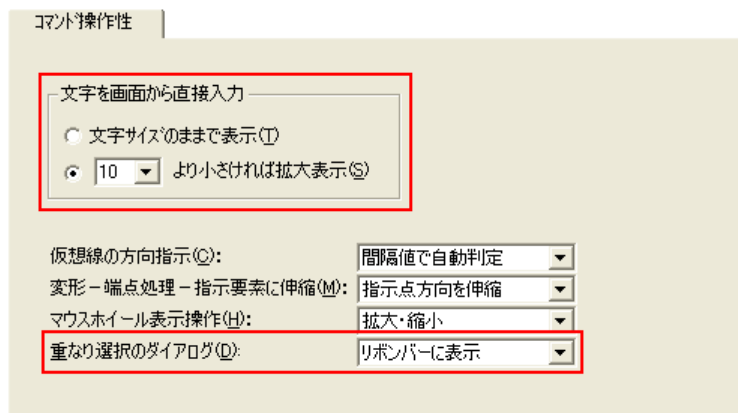 コマンド操作性
文字を画面から直接入力
文字サイズのままで表示(T)
10 より小さければ拡大表示(S)
仮想線の方向指示(C): 間隔値で自動判定
変形－端点処理－指示要素に伸縮(M): 指示点方向を伸縮
マウスホイール表示操作(H): 拡大・縮小
重なり選択のダイアログ(D): リボンバーに表示